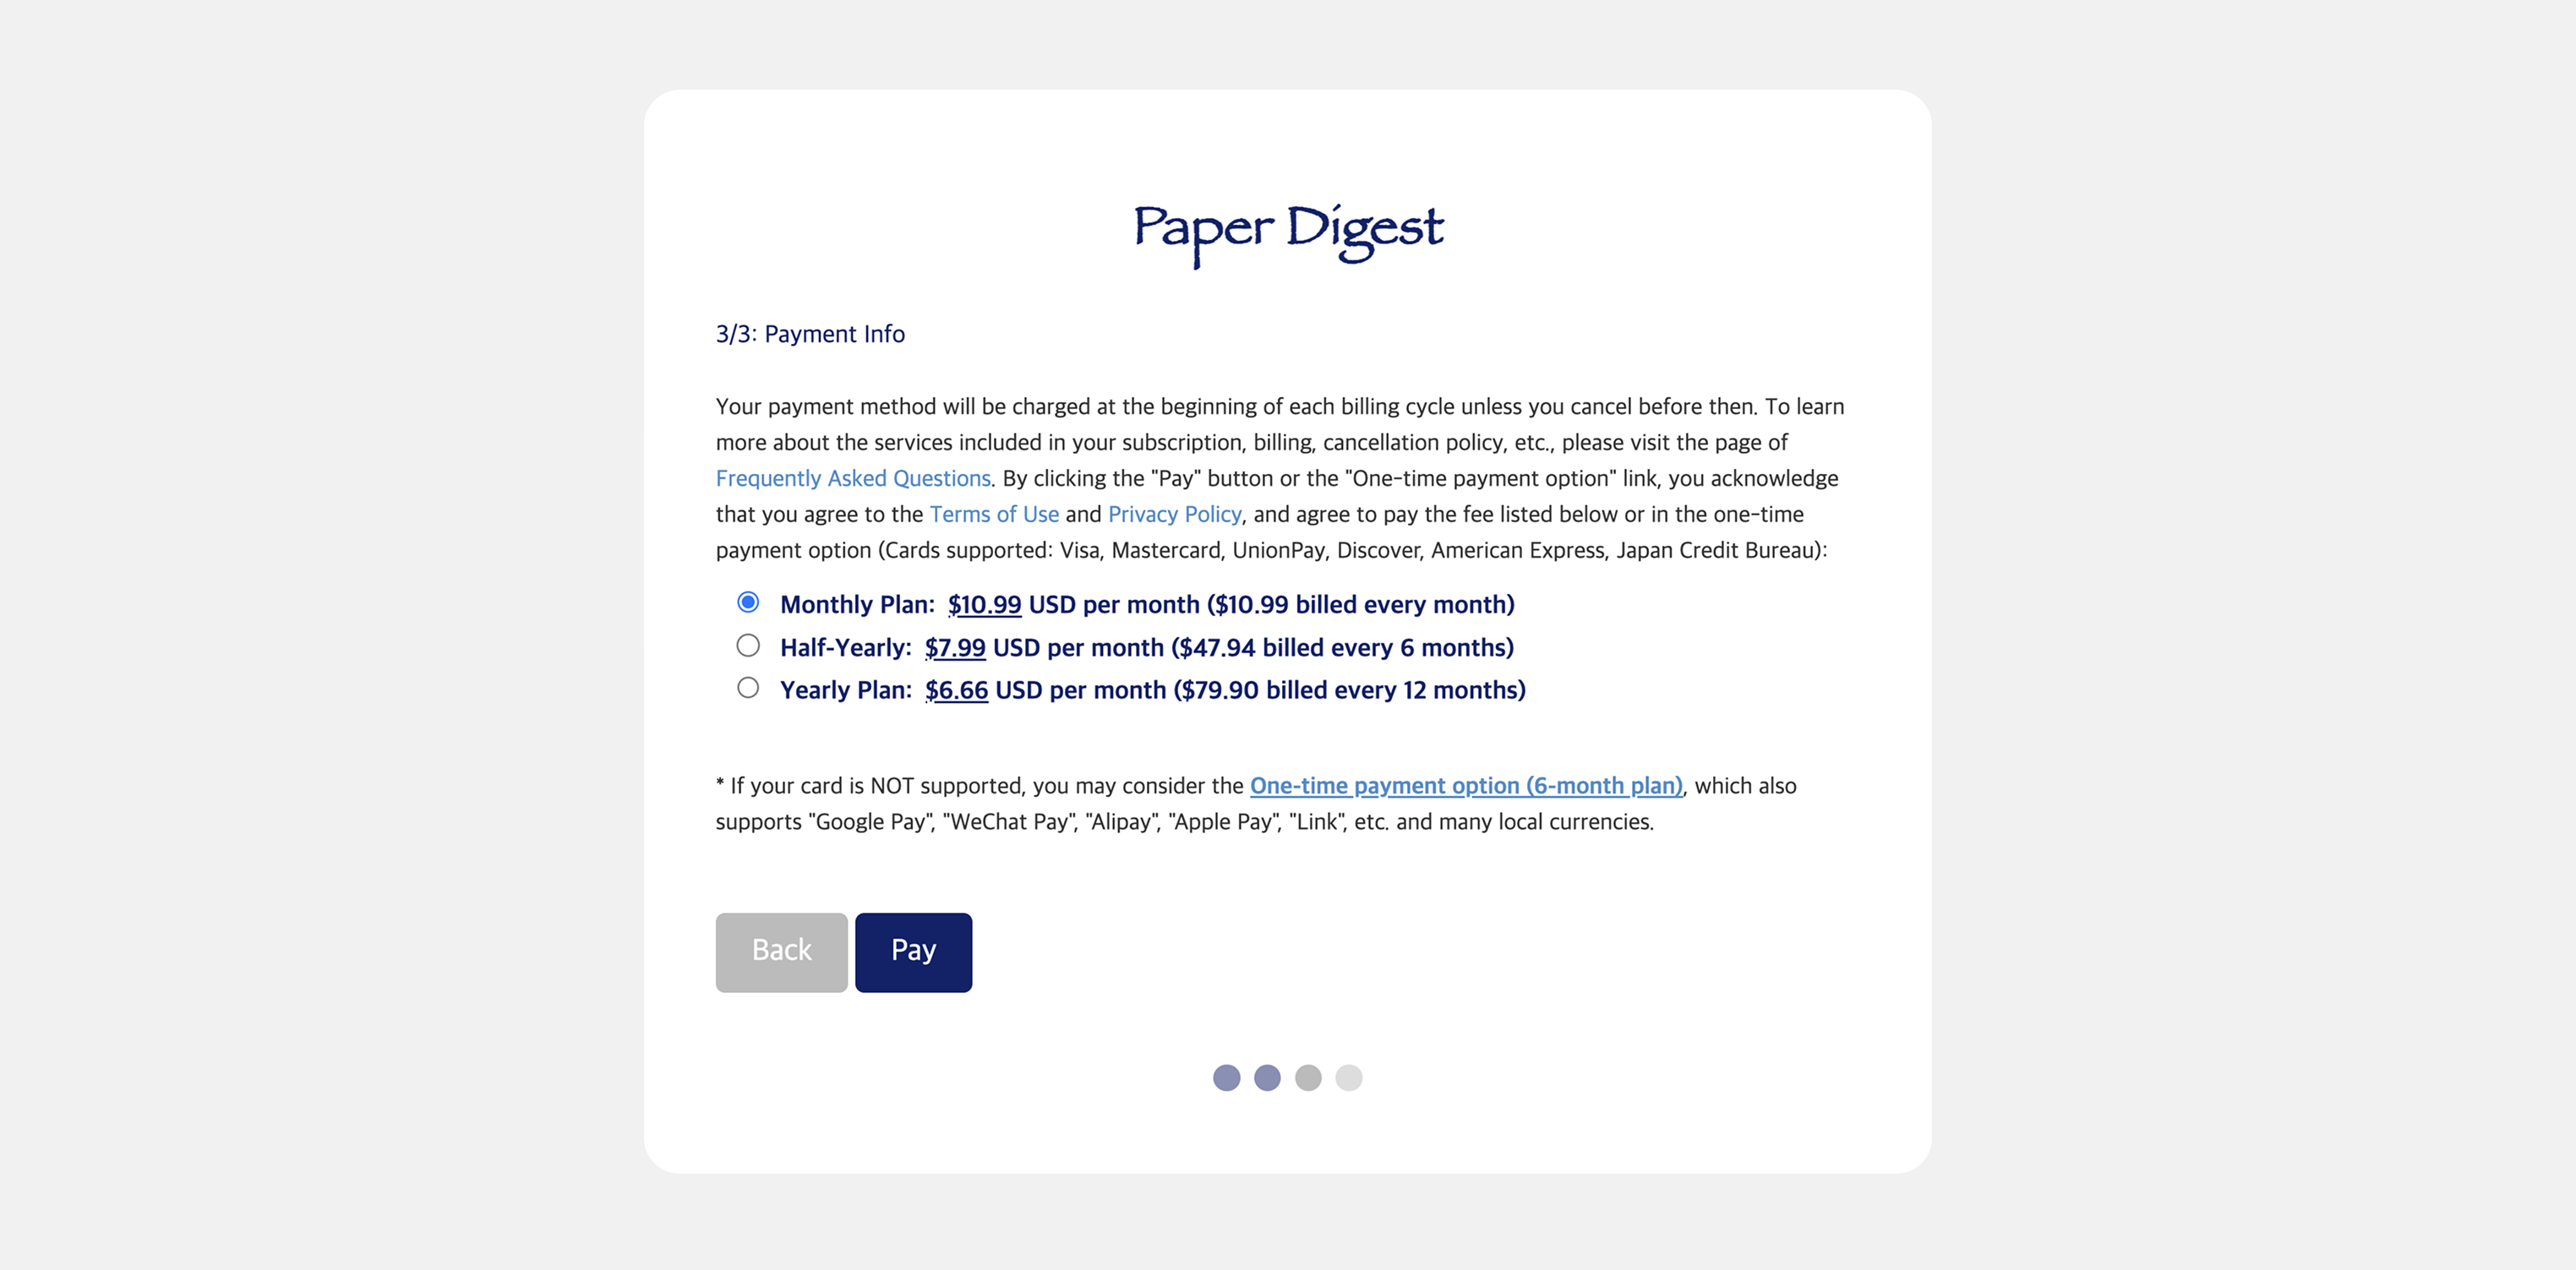 Paper Digest
3/3: Payment Info
Your payment method will be charged at the beginning of each billing cycle unless you cancel before then. To learn
more about the services included in your subscription, billing, cancellation policy, etc., please visit the page of
Frequently Asked Questions. By clicking the "Pay" button or the "One-time payment option" link, you acknowledge
that you agree to the Terms of Use and Privacy Policy, and agree to pay the fee listed below or in the one-time
payment option (Cards supported: Visa, Mastercard, UnionPay, Discover, American Express, Japan Credit Bureau):
Monthly Plan: $10.99 USD per month ($10.99 billed every month)
Half-Yearly: $7.99 USD per month ($47.94 billed every 6 months)
Yearly Plan: $6.66 USD per month ($79.90 billed every 12 months)
* If your card is NOT supported, you may consider the One-time payment option (6-month plan), which also
supports "Google Pay", "WeChat Pay", "Alipay", "Apple Pay", "Link", etc. and many local currencies.
Back Pay